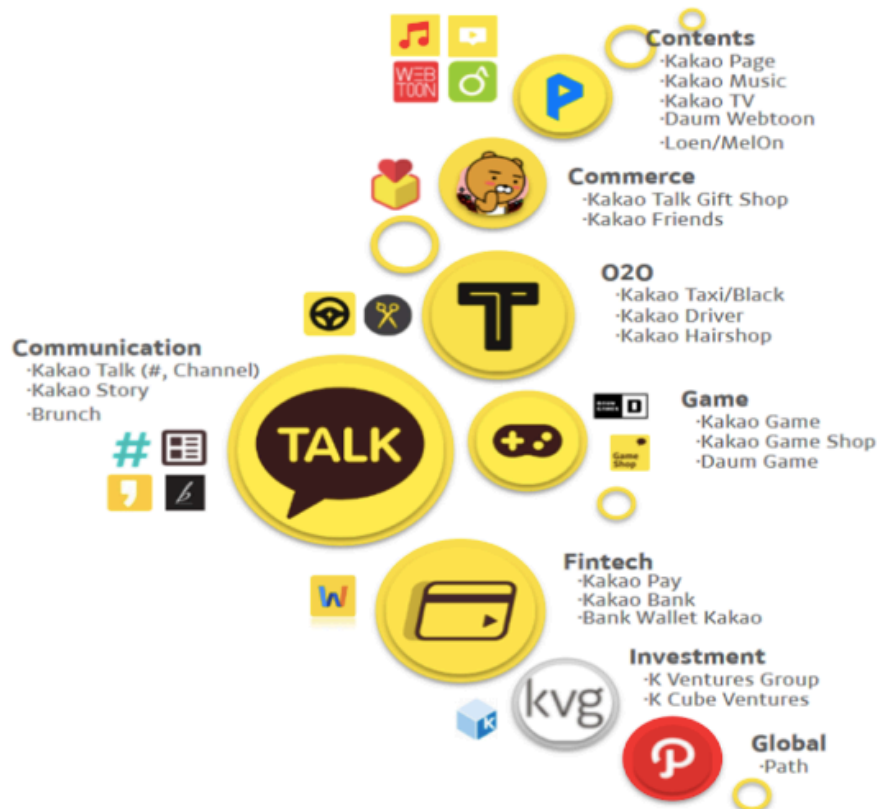 Contents
·Kakao Page
·Kakao Music
·Kakao TV
·Daum Webtoon
·Loen/MelOn
WEB
TOON
P
Commerce
·Kakao Talk Gift Shop
·Kakao Friends
O2O
·Kakao Taxi/Black
·Kakao Driver
·Kakao Hairshop
T
Communication
·Kakao Talk (#, Channel)
·Kakao Story
·Brunch
#
b
TALK
Game
·Kakao Game
·Kakao Game Shop
·Daum Game
D
Game
Shop
Fintech
·Kakao Pay
·Kakao Bank
·Bank Wallet Kakao
W
Investment
·K Ventures Group
·K Cube Ventures
K
kvg
Global
·Path
P